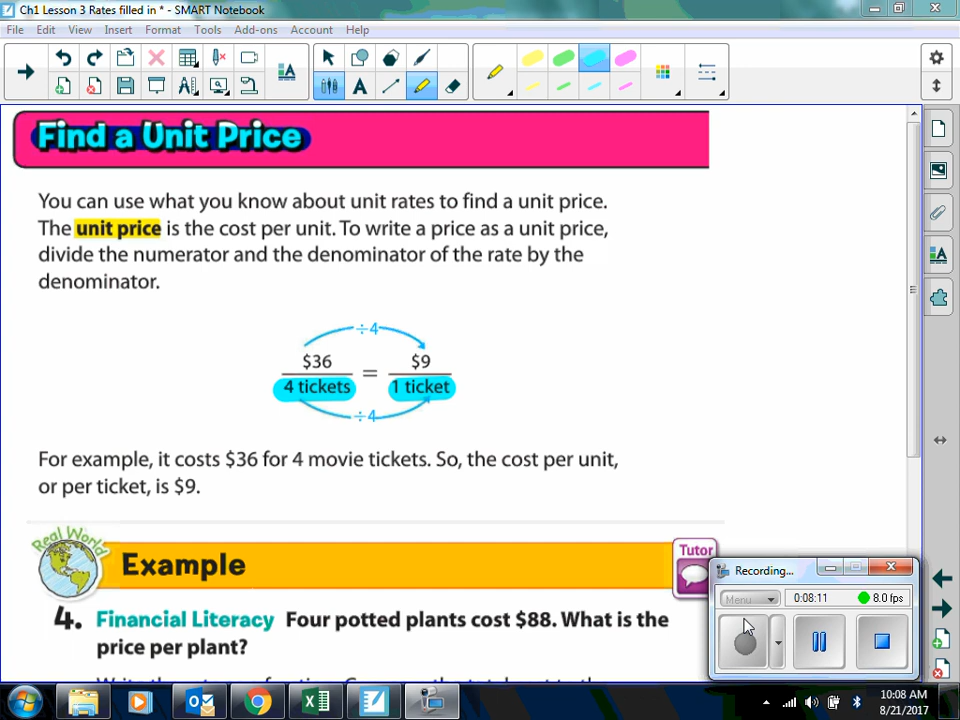 Ch1 Lesson 3 Rates filled in * - SMART Notebook
File Edit View Insert Format Tools Add-ons Account Help
Find a Unit Price
You can use what you know about unit rates to find a unit price.
The unit price is the cost per unit. To write a price as a unit price,
divide the numerator and the denominator of the rate by the
denominator.
÷4
$36 = $9
4 tickets 1 ticket
÷4
For example, it costs $36 for 4 movie tickets. So, the cost per unit,
or per ticket, is $9.
Real World
Example
Tutor
4. Financial Literacy Four potted plants cost $88. What is the
price per plant?
Recording...
Menu 0:08:11 8.0 fps
10:08 AM
8/21/2017